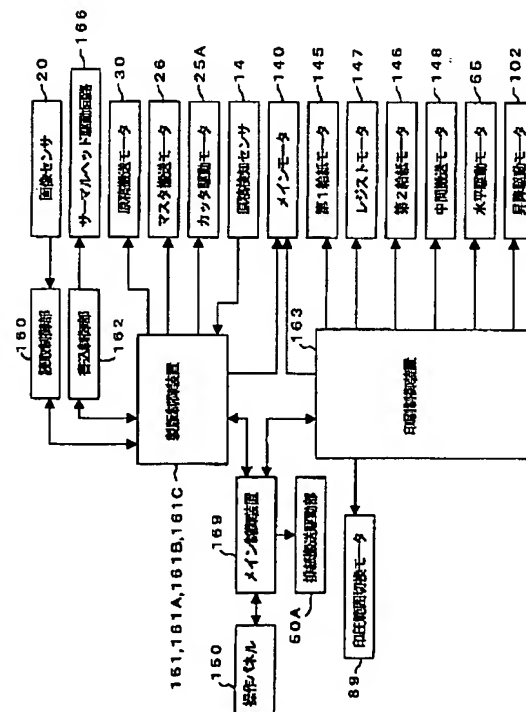 166
20
30
26
25A
14
140
145
147
146
148
65
102
画像センサ
サーマルヘッド駆動回路
原稿搬送モータ
マスタ搬送モータ
カッタ駆動モータ
原稿検知センサ
メインモータ
第1給紙モータ
レジストモータ
第2給紙モータ
中間搬送モータ
水平駆動モータ
昇降駆動モータ
160
読取制御部
書込制御部
162
製版制御装置
161,161A,161B,161C
163
印刷制御装置
169
メイン制御装置
排紙搬送駆動部
60A
印圧範囲切換モータ
89
150
操作パネル